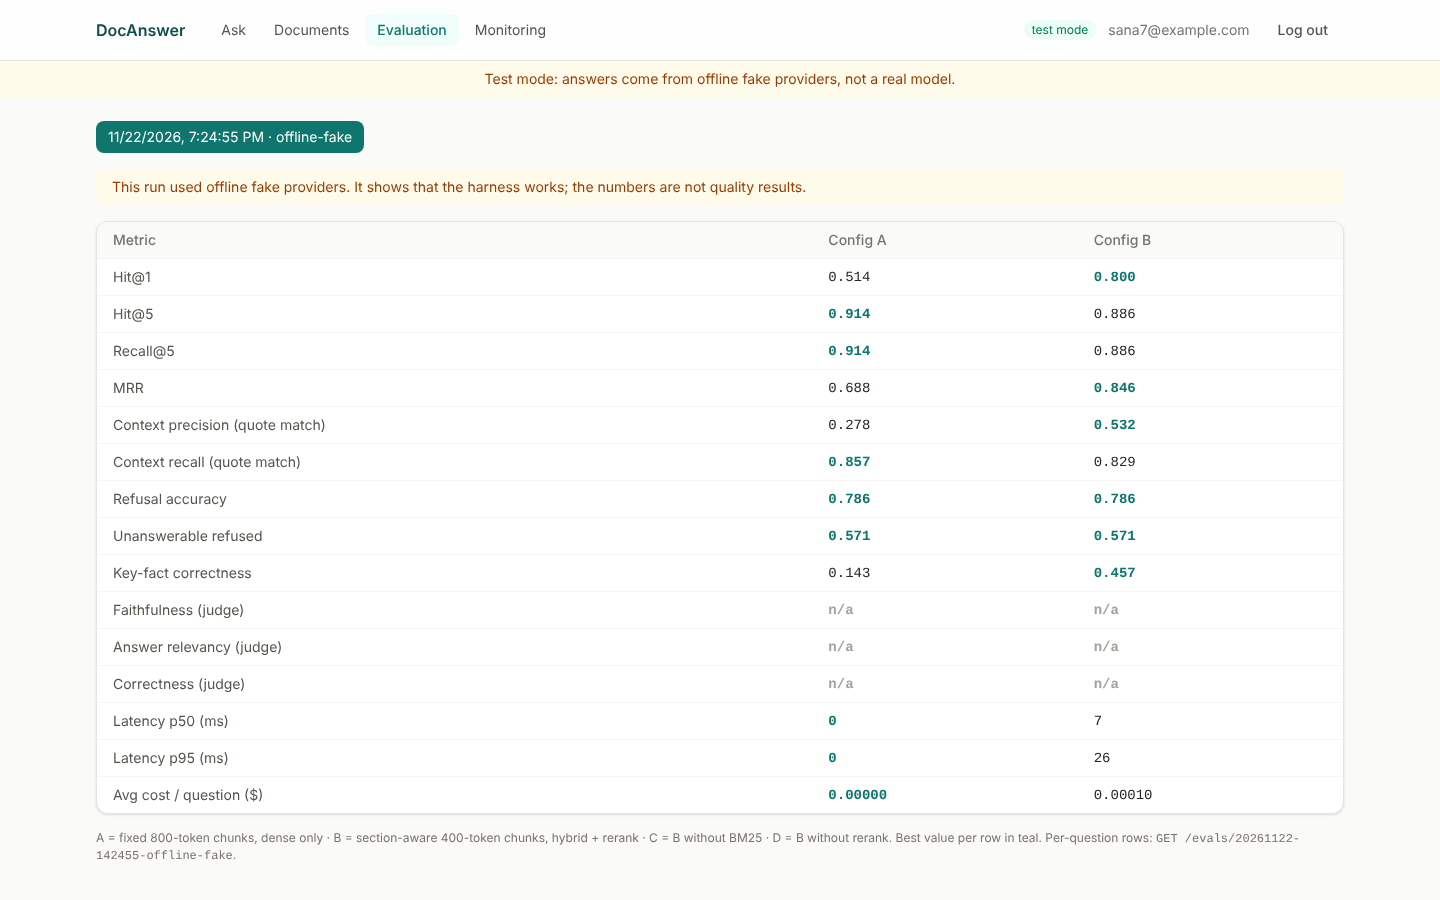 DocAnswer Ask Documents Evaluation Monitoring test mode sana7@example.com Log out
Test mode: answers come from offline fake providers, not a real model.
11/22/2026, 7:24:55 PM · offline-fake
This run used offline fake providers. It shows that the harness works; the numbers are not quality results.
Metric Config A Config B
Hit@1 0.514 0.800
Hit@5 0.914 0.886
Recall@5 0.914 0.886
MRR 0.688 0.846
Context precision (quote match) 0.278 0.532
Context recall (quote match) 0.857 0.829
Refusal accuracy 0.786 0.786
Unanswerable refused 0.571 0.571
Key-fact correctness 0.143 0.457
Faithfulness (judge) n/a n/a
Answer relevancy (judge) n/a n/a
Correctness (judge) n/a n/a
Latency p50 (ms) 0 7
Latency p95 (ms) 0 26
Avg cost / question ($) 0.00000 0.00010
A = fixed 800-token chunks, dense only · B = section-aware 400-token chunks, hybrid + rerank · C = B without BM25 · D = B without rerank. Best value per row in teal. Per-question rows: GET /evals/20261122-
142455-offline-fake.